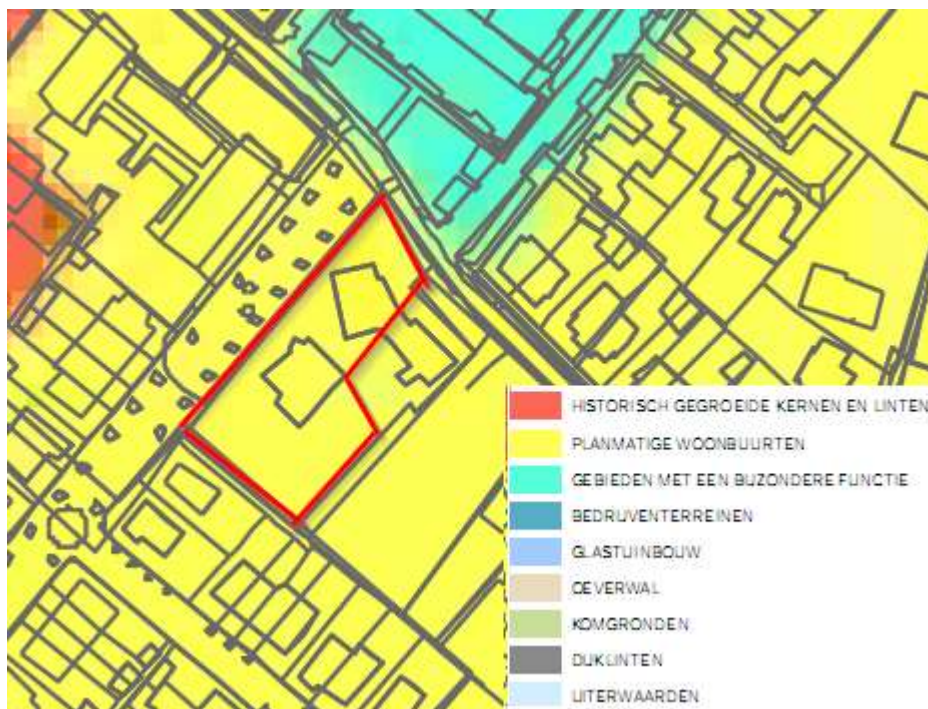 HISTORISCH GEGROEIDE KERNEN EN LINTEN
PLANMATIGE WOONBUURTEN
GEBIEDEN MET EEN BIJZONDERE FUNCTIE
BEDRIJVENTERREINEN
GLASTUINBOUW
OEVERWAL
KOMGRONDEN
DIJKLINTEN
UITERWAARDEN